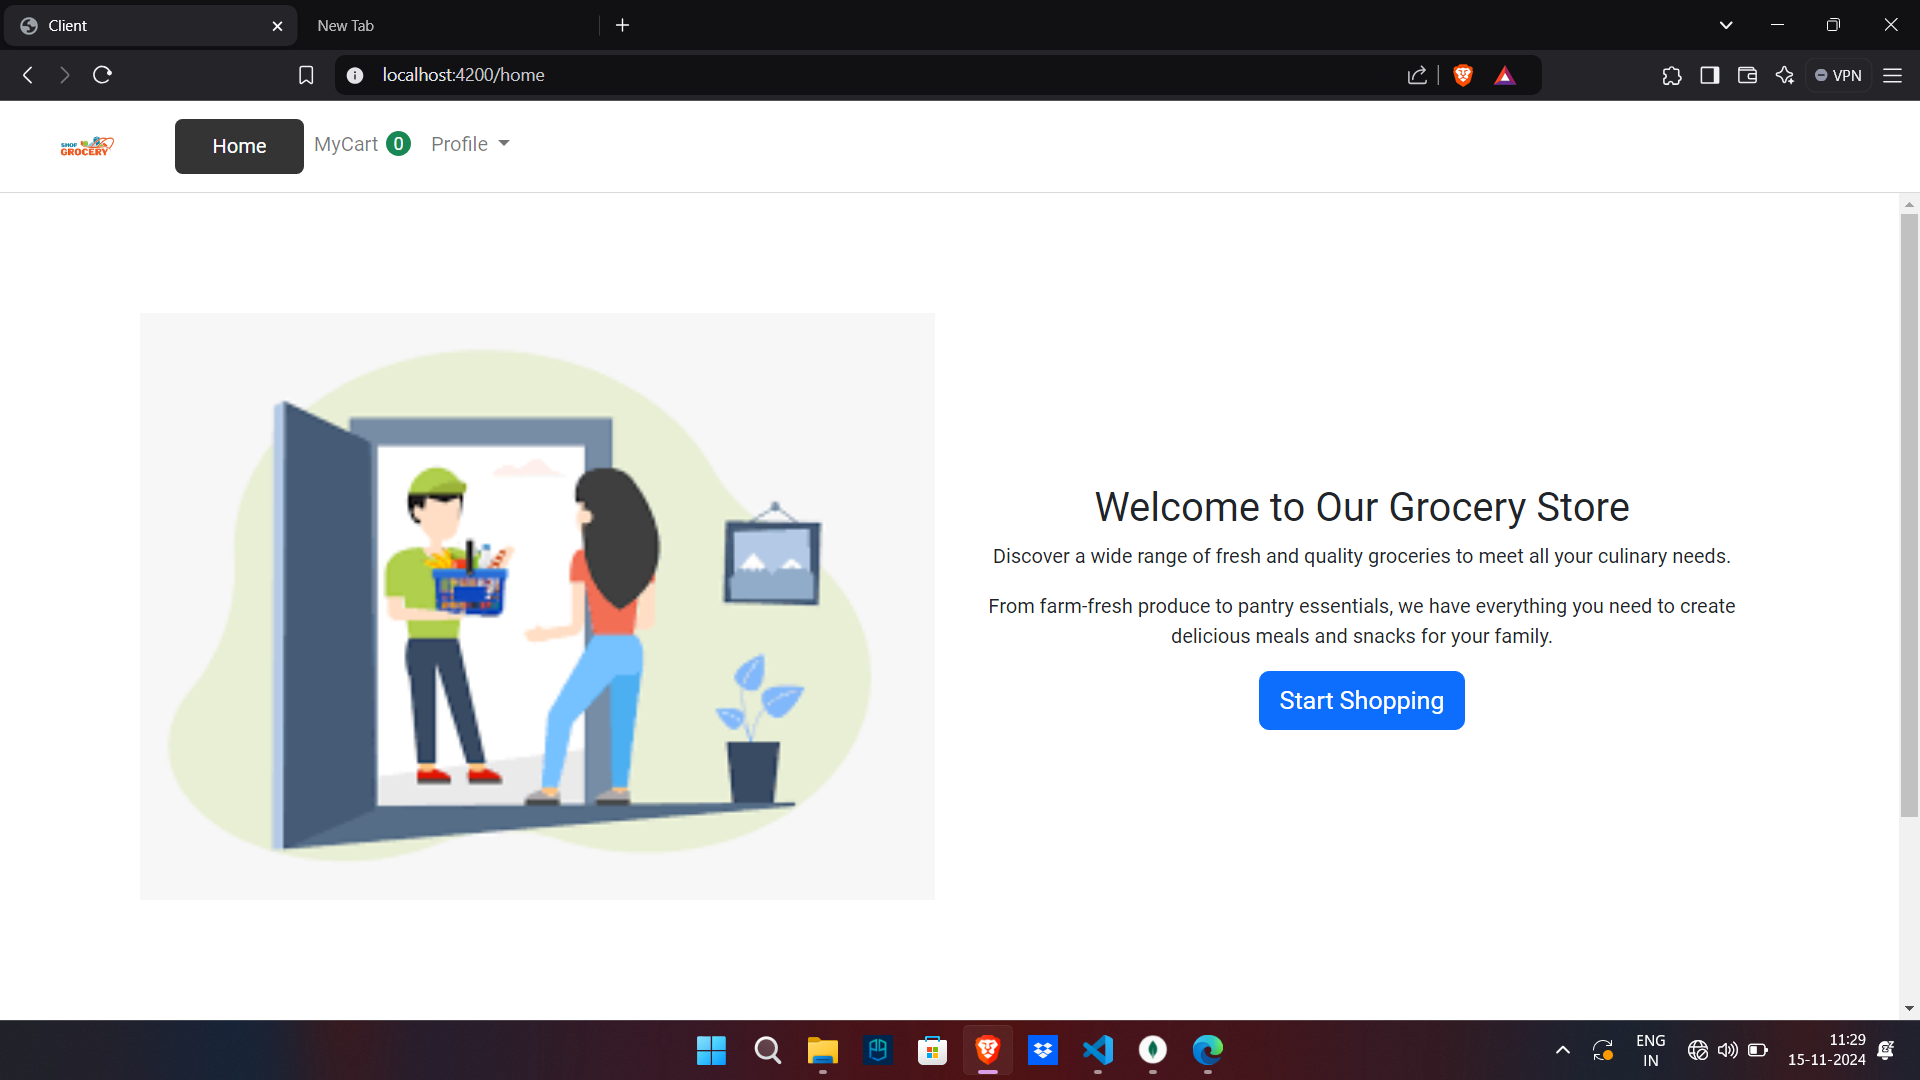 Client
New Tab
localhost:4200/home
VPN
SHOP
GROCERY
Home
MyCart 0
Profile
Welcome to Our Grocery Store
Discover a wide range of fresh and quality groceries to meet all your culinary needs.
From farm-fresh produce to pantry essentials, we have everything you need to create
delicious meals and snacks for your family.
Start Shopping
ENG
IN
11:29
15-11-2024